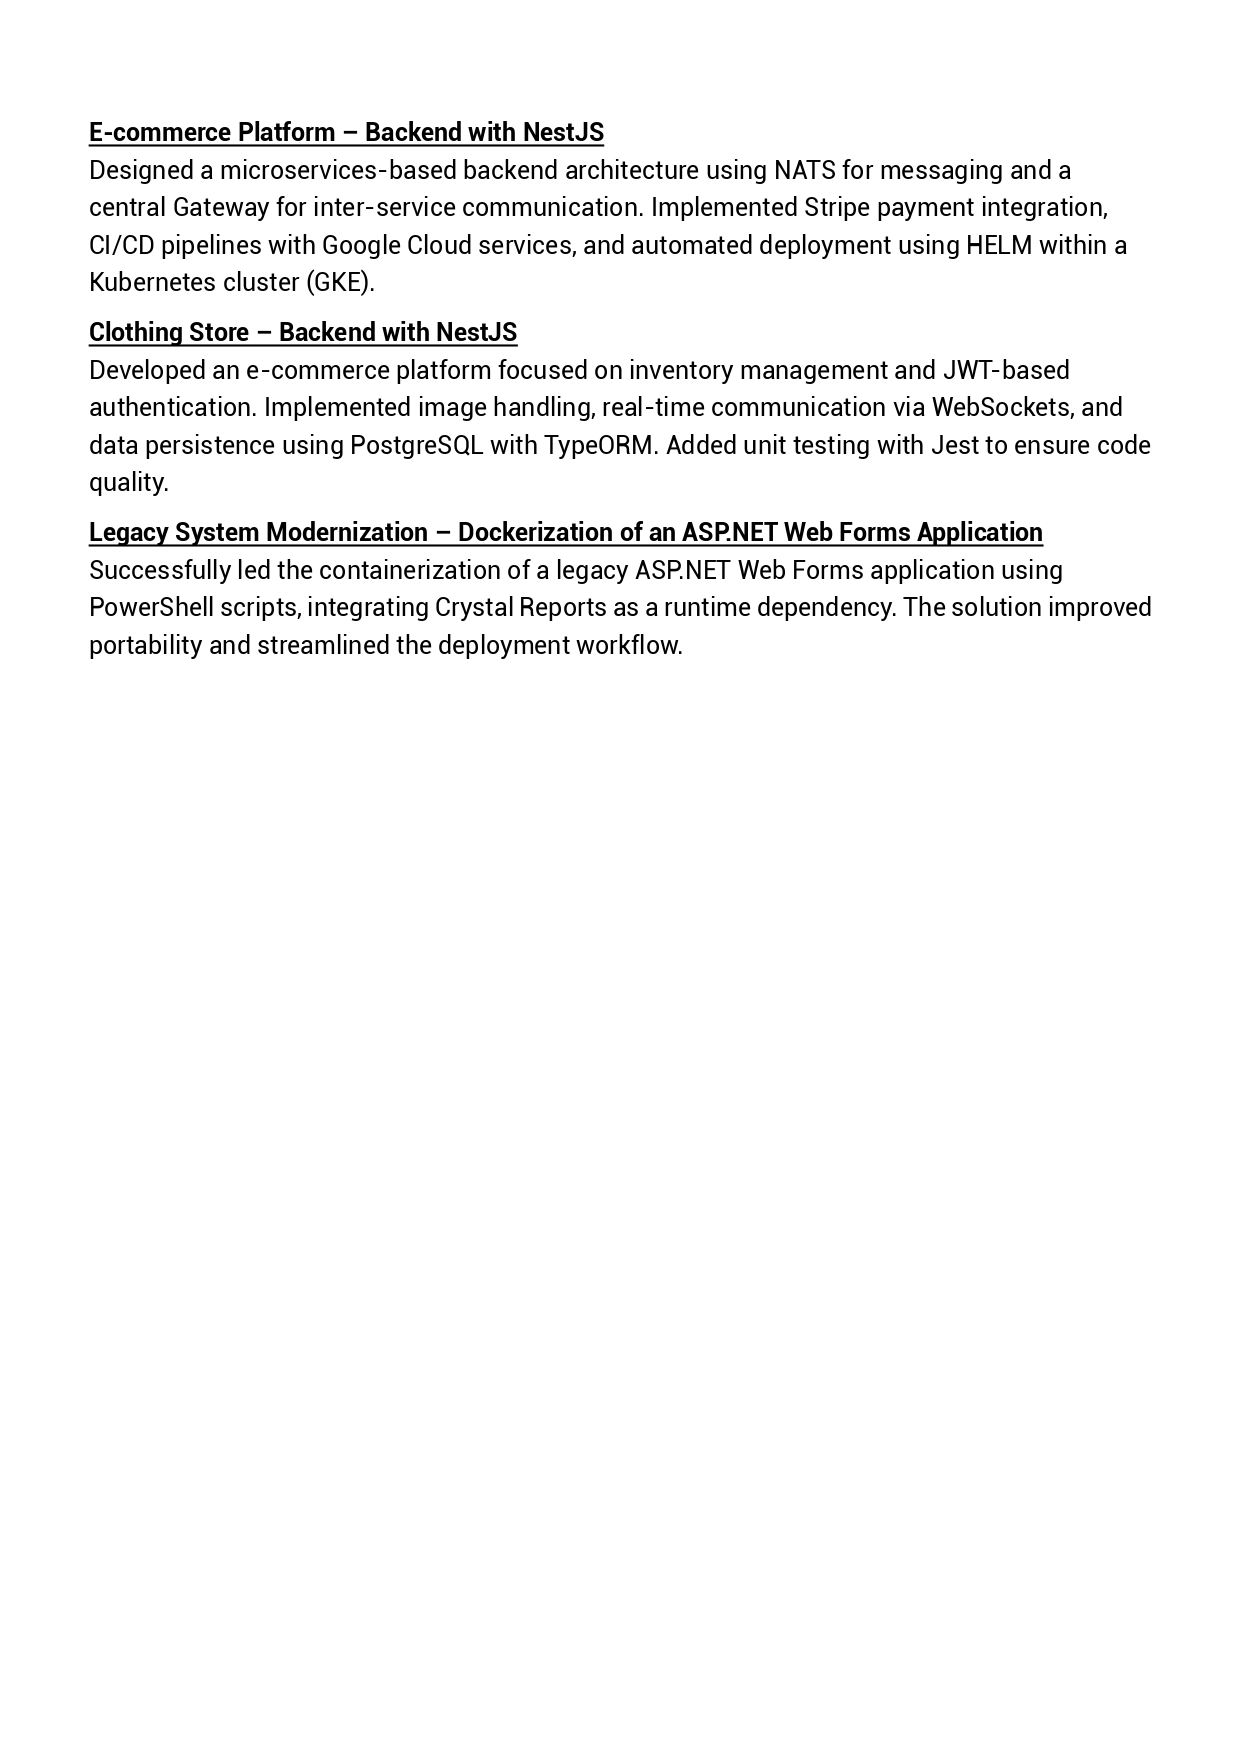 E-commerce Platform – Backend with NestJS
Designed a microservices-based backend architecture using NATS for messaging and a
central Gateway for inter-service communication. Implemented Stripe payment integration,
CI/CD pipelines with Google Cloud services, and automated deployment using HELM within a
Kubernetes cluster (GKE).
Clothing Store – Backend with NestJS
Developed an e-commerce platform focused on inventory management and JWT-based
authentication. Implemented image handling, real-time communication via WebSockets, and
data persistence using PostgreSQL with TypeORM. Added unit testing with Jest to ensure code
quality.
Legacy System Modernization – Dockerization of an ASP.NET Web Forms Application
Successfully led the containerization of a legacy ASP.NET Web Forms application using
PowerShell scripts, integrating Crystal Reports as a runtime dependency. The solution improved
portability and streamlined the deployment workflow.